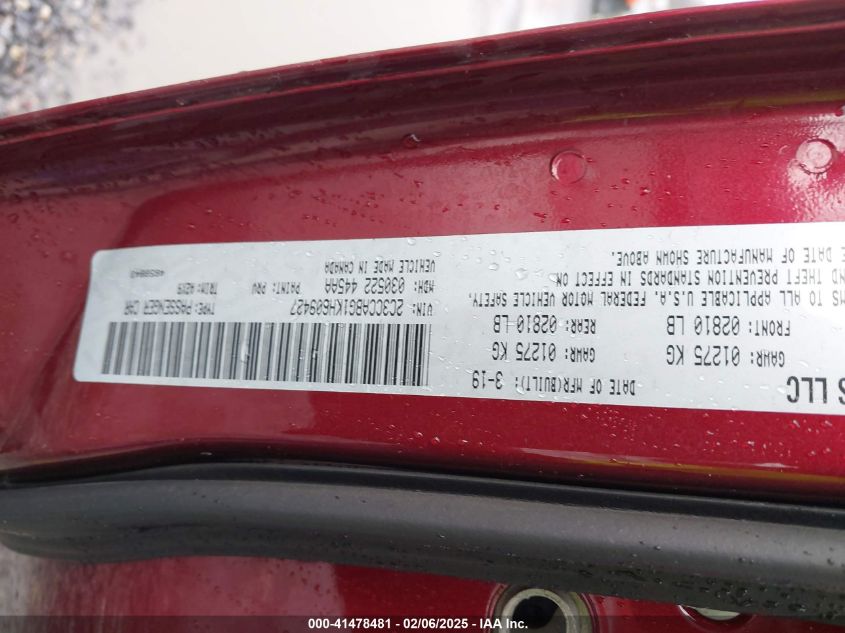 S LLC DATE OF MFR(BUILT): 3-19
GAWR: 01275 KG GAWR: 01275 KG
FRONT: 02810 LB REAR: 02810 LB
MS TO ALL APPLICABLE U.S.A. FEDERAL MOTOR VEHICLE SAFETY,
ND THEFT PREVENTION STANDARDS IN EFFECT ON
E DATE OF MANUFACTURE SHOWN ABOVE.
VIN: 2C3CCABG1KH609427 TYPE: PASSENGER CAR
MDH: 030522 445AA PAINT: PRV TRIM: A2X9
VEHICLE MADE IN CANADA
000-41478481 - 02/06/2025 - IAA Inc.